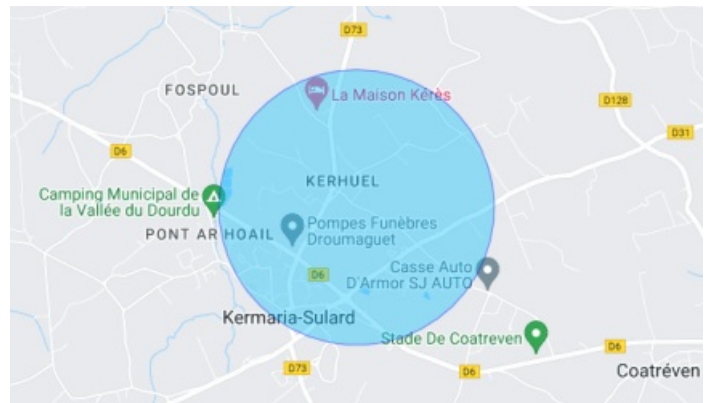 D73
FOSPOUL
La Maison Kérès
D128
D31
D6
KERHUEL
Camping Municipal de
la Vallée du Dourdu
PONT AR HOAIL
Pompes Funèbres
Droumaguet
D6
Casse Auto
D'Armor SJ AUTO
Kermaria-Sulard
Stade De Coatreven
D6
D73
D6
Coatréven